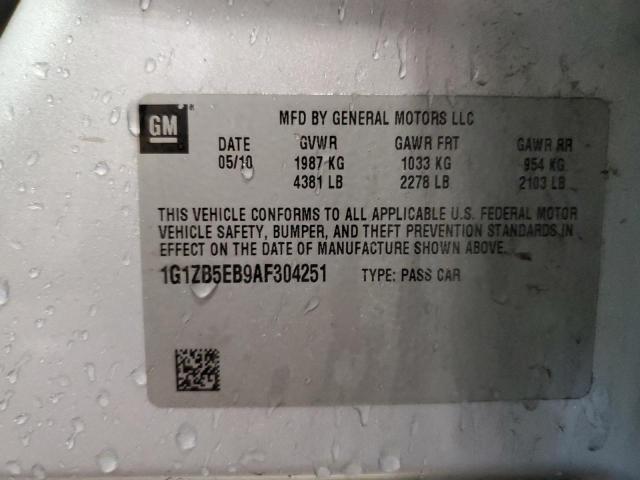 GM
MFD BY GENERAL MOTORS LLC
DATE GVWR GAWR FRT GAWR RR
05/10 1987 KG 1033 KG 954 KG
4381 LB 2278 LB 2103 LB
THIS VEHICLE CONFORMS TO ALL APPLICABLE U.S. FEDERAL MOTOR
VEHICLE SAFETY, BUMPER, AND THEFT PREVENTION STANDARDS IN
EFFECT ON THE DATE OF MANUFACTURE SHOWN ABOVE.
1G1ZB5EB9AF304251 TYPE: PASS CAR